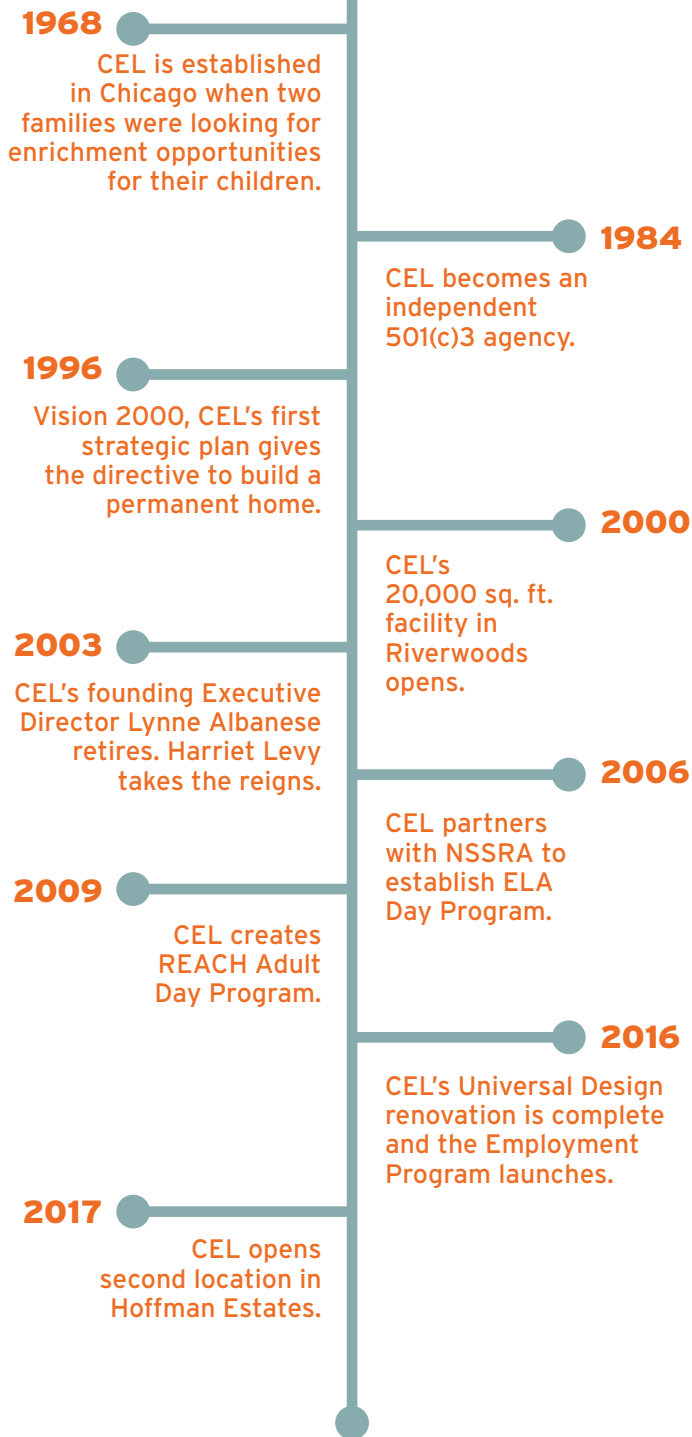 1968
CEL is established
in Chicago when two
families were looking for
enrichment opportunities
for their children.
1984
CEL becomes an
independent
501(c)3 agency.
1996
Vision 2000, CEL's first
strategic plan gives
the directive to build a
permanent home.
2000
CEL's
20,000 sq. ft.
facility in
Riverwoods
opens.
2003
CEL's founding Executive
Director Lynne Albanese
retires. Harriet Levy
takes the reigns.
2006
CEL partners
with NSSRA to
establish ELA
Day Program.
2009
CEL creates
REACH Adult
Day Program.
2016
CEL's Universal Design
renovation is complete
and the Employment
Program launches.
2017
CEL opens
second location in
Hoffman Estates.